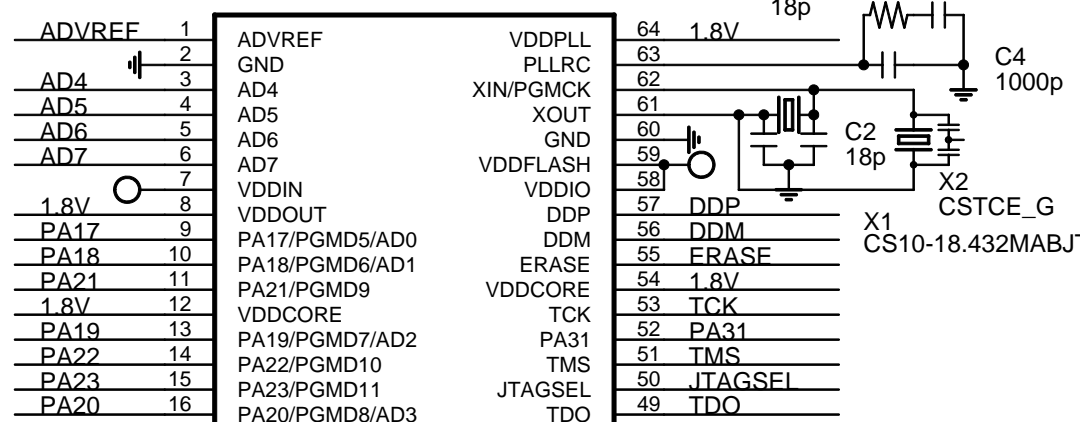 18p
ADVREF 1 ADVREF VDDPLL 64 1.8V
2 GND PLLRC 63
C4
AD4 3 AD4 XIN/PGMCK 62
1000p
AD5 4 AD5 XOUT 61
AD6 5 AD6 GND 60
C2
AD7 6 AD7 VDDFLASH 59
18p
7 VDDIN VDDIO 58
X2
1.8V 8 VDDOUT DDP 57 DDP
CSTCE_G
PA17 9 PA17/PGMD5/AD0 DDM 56 DDM
X1
CS10-18.432MABJT
PA18 10 PA18/PGMD6/AD1 ERASE 55 ERASE
PA21 11 PA21/PGMD9 VDDCORE 54 1.8V
1.8V 12 VDDCORE TCK 53 TCK
PA19 13 PA19/PGMD7/AD2 PA31 52 PA31
PA22 14 PA22/PGMD10 TMS 51 TMS
PA23 15 PA23/PGMD11 JTAGSEL 50 JTAGSEL
PA20 16 PA20/PGMD8/AD3 TDO 49 TDO